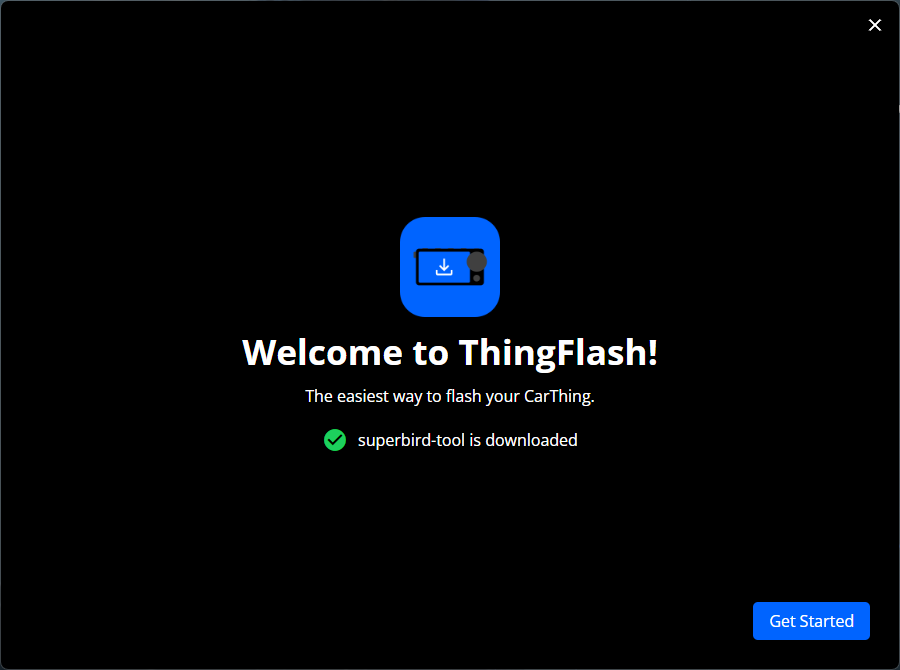 Welcome to ThingFlash!
The easiest way to flash your CarThing.
superbird-tool is downloaded
Get Started